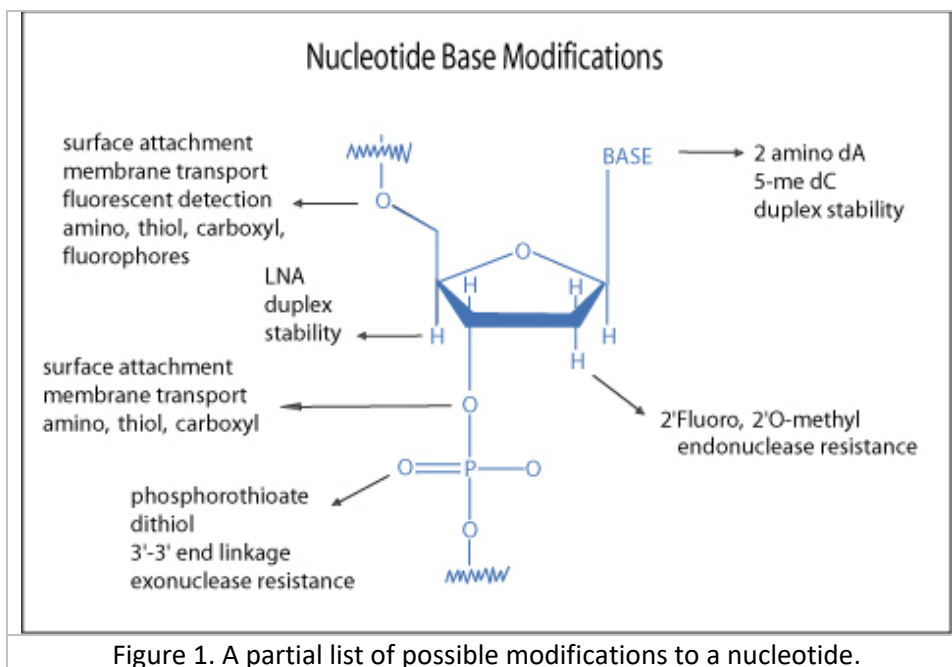 Nucleotide Base Modifications
surface attachment
membrane transport
fluorescent detection
amino, thiol, carboxyl,
fluorophores
O
BASE
2 amino dA
5-me dC
duplex stability
O
LNA
duplex
stability
H
H
H
H
H
surface attachment
membrane transport
amino, thiol, carboxyl
O
2'Fluoro, 2'O-methyl
endonuclease resistance
O=P-O
phosphorothioate
dithiol
3'-3' end linkage
exonuclease resistance
O
Figure 1. A partial list of possible modifications to a nucleotide.